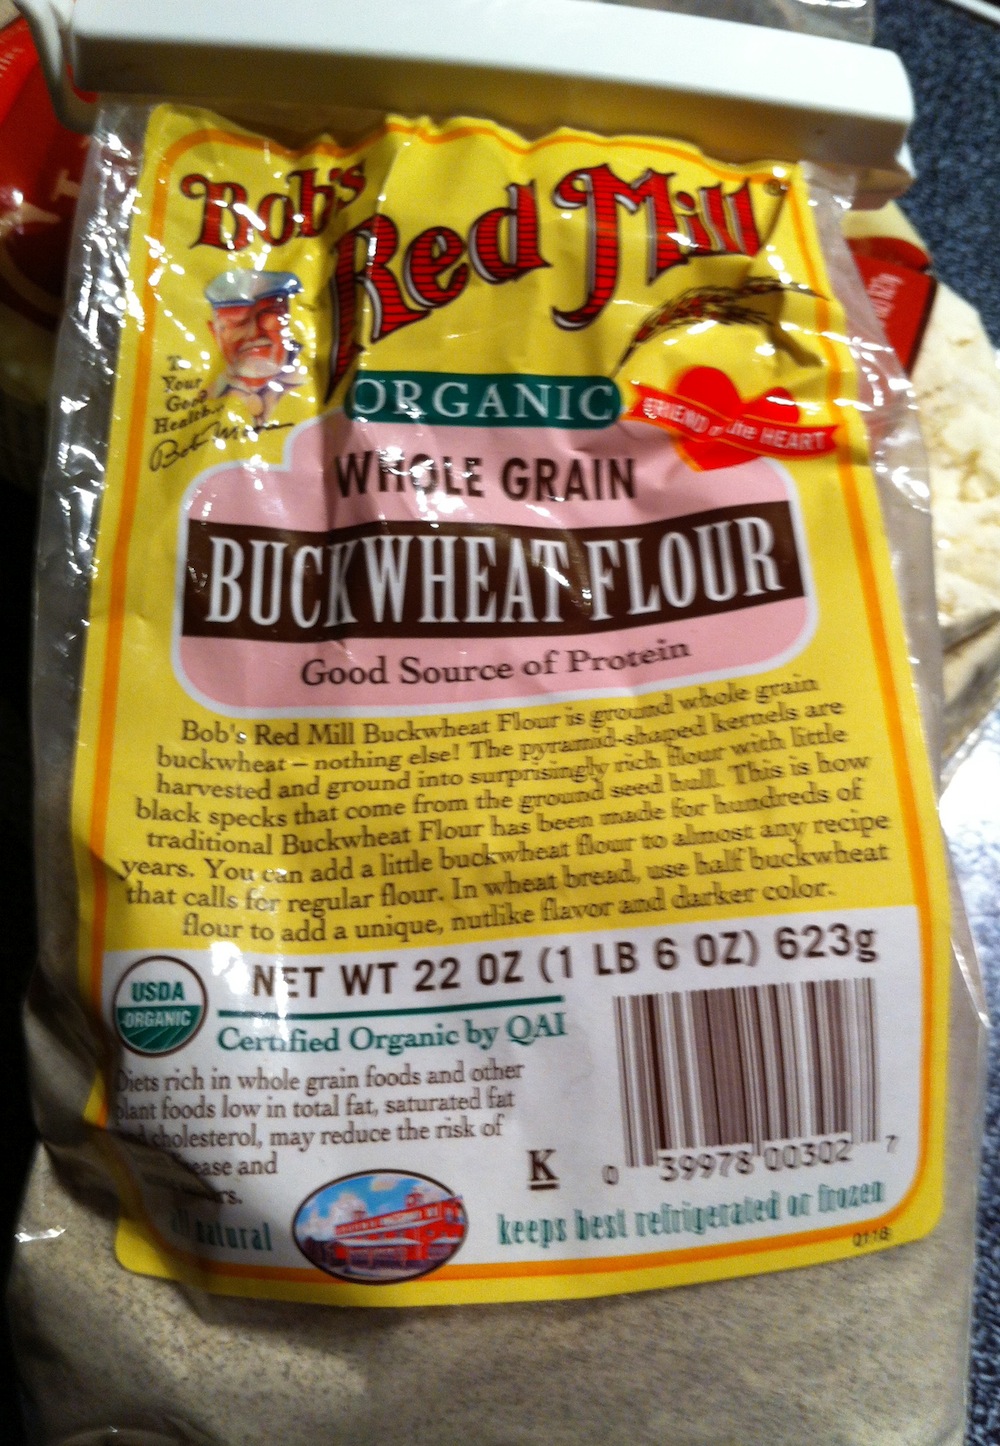 Bob's
Red Mill®
To
Your
Good
Health
Bob Moore
ORGANIC
FRIEND of the HEART
WHOLE GRAIN
BUCKWHEAT FLOUR
Good Source of Protein
Bob's Red Mill Buckwheat Flour is ground whole grain
buckwheat – nothing else! The pyramid-shaped kernels are
harvested and ground into surprisingly rich flour with little
black specks that come from the ground seed hull. This is how
traditional Buckwheat Flour has been made for hundreds of
years. You can add a little buckwheat flour to almost any recipe
that calls for regular flour. In wheat bread, use half buckwheat
flour to add a unique, nutlike flavor and darker color.
NET WT 22 OZ (1 LB 6 OZ) 623g
USDA
ORGANIC
Certified Organic by QAI
Diets rich in whole grain foods and other
plant foods low in total fat, saturated fat
and cholesterol, may reduce the risk of
and
K
0 39978 00302 7
all natural
keeps best refrigerated or frozen
0118